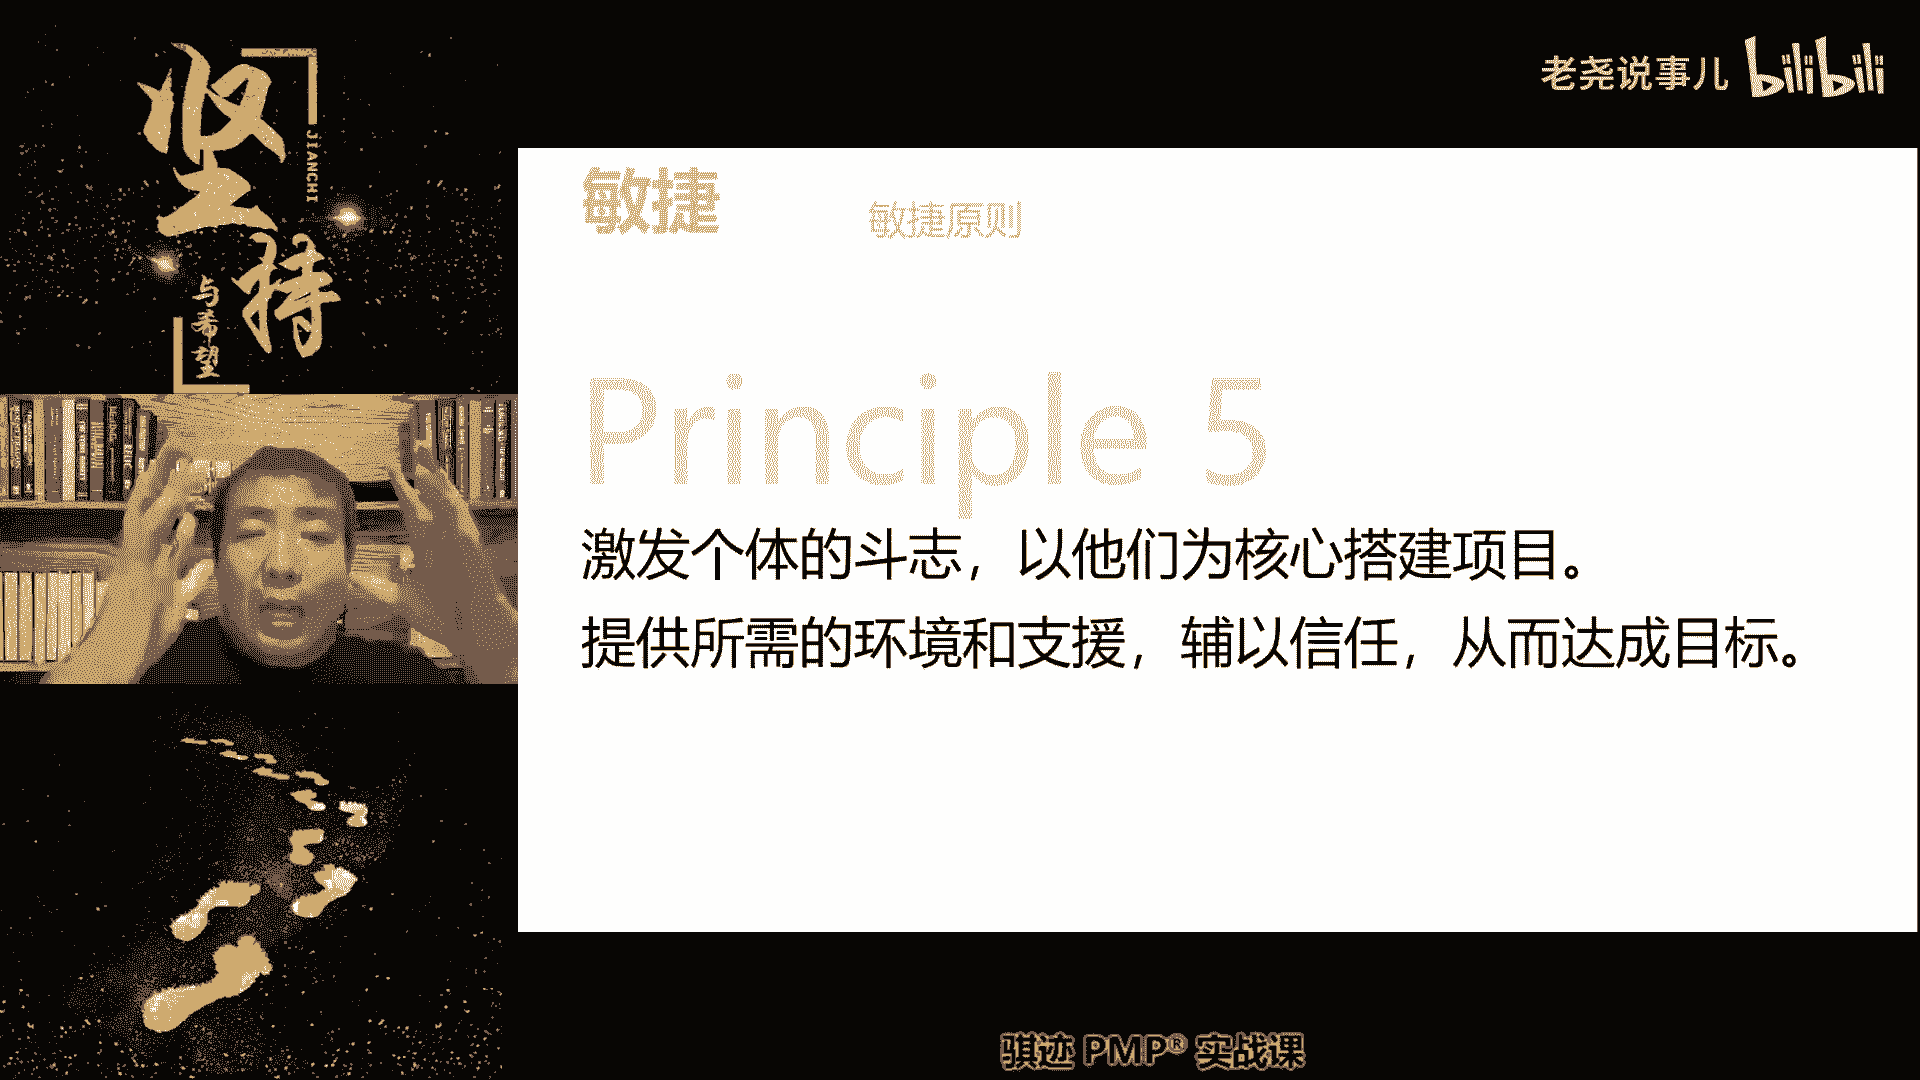 坚持
JIANCHI
与希望
老尧说事儿 bilibili
敏捷
敏捷原则
Principle 5
激发个体的斗志，以他们为核心搭建项目。
提供所需的环境和支援，辅以信任，从而达成目标。
骐迹 PMP® 实战课